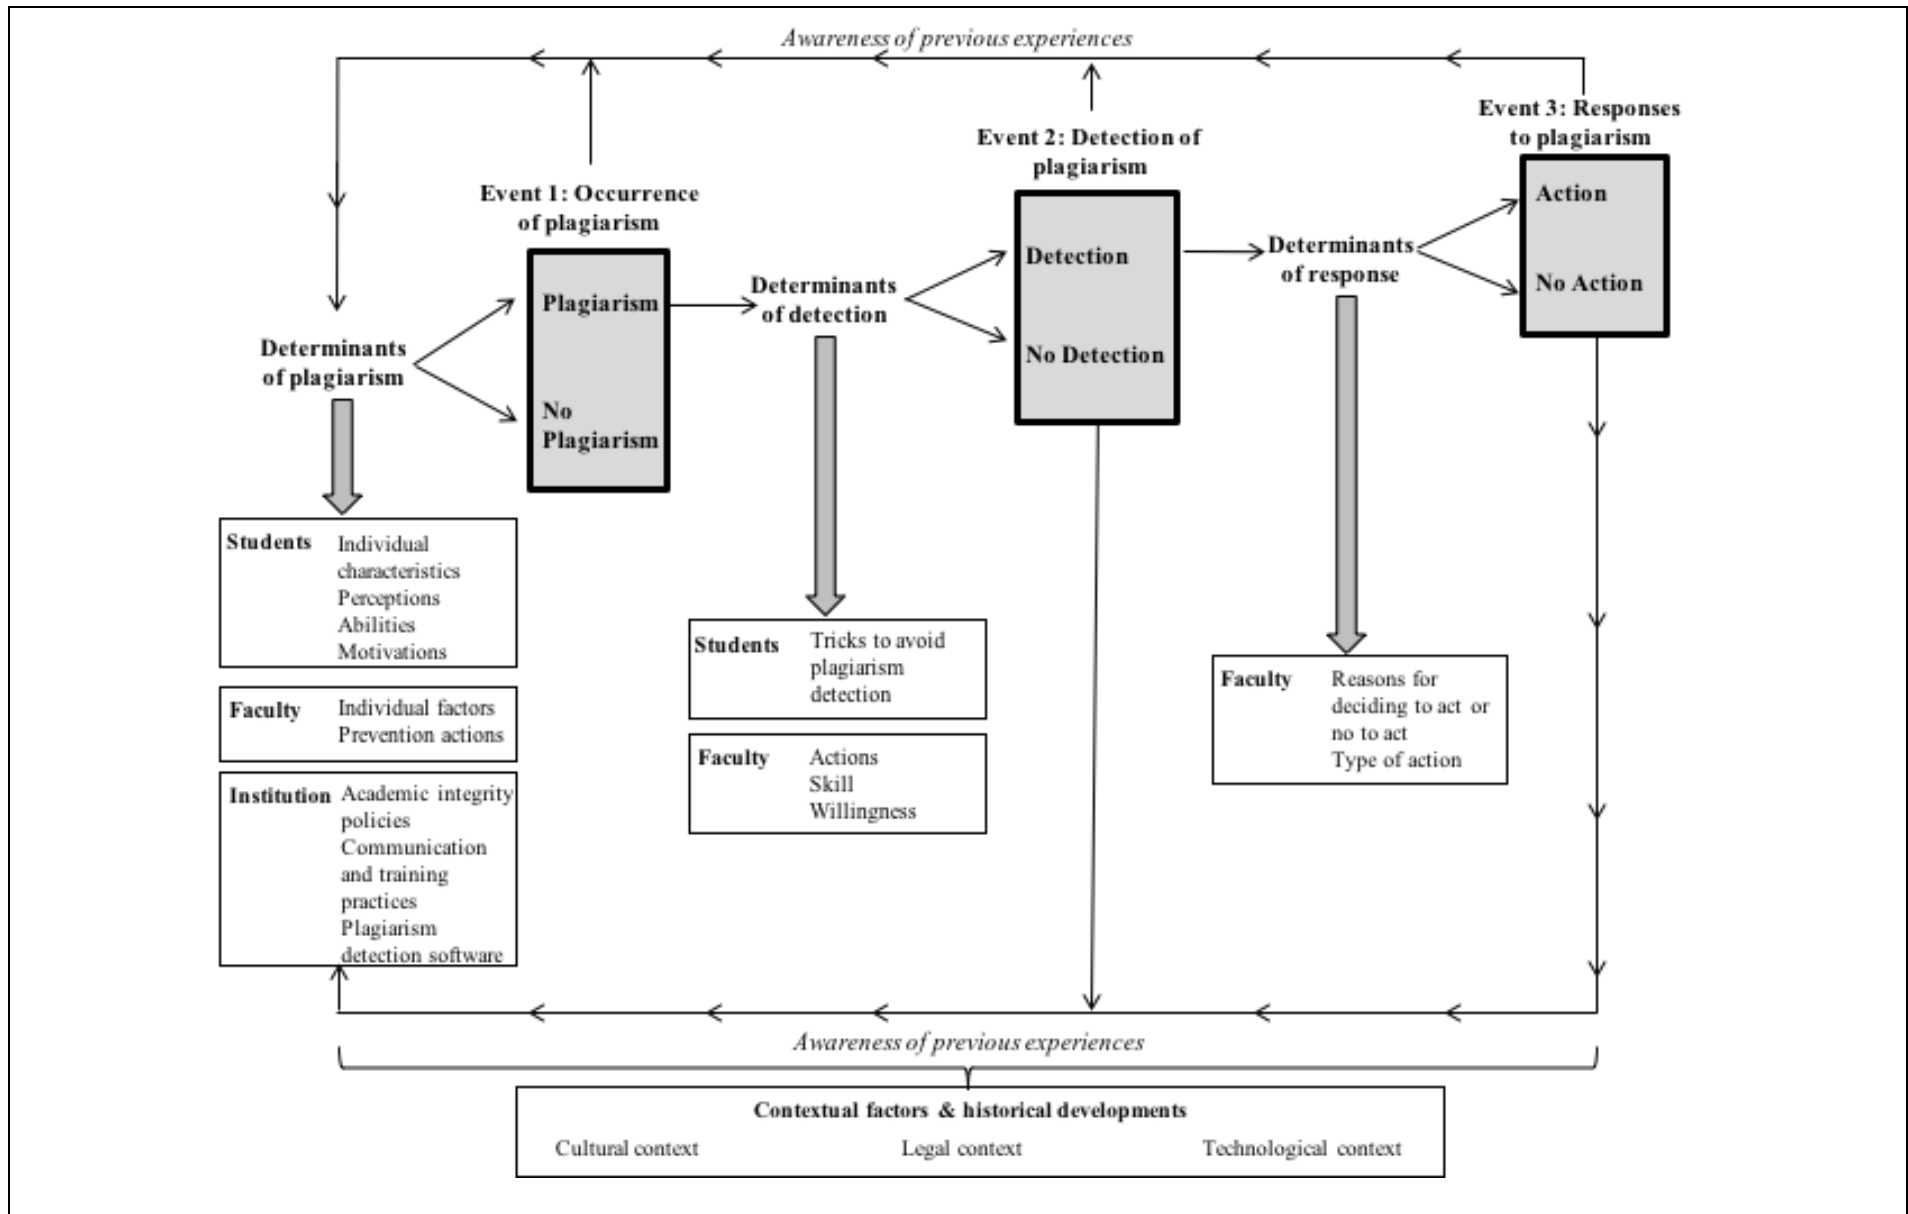 Awareness of previous experiences
Event 1: Occurrence
of plagiarism
Event 2: Detection of
plagiarism
Event 3: Responses
to plagiarism
Determinants
of plagiarism
Plagiarism
No
Plagiarism
Determinants
of detection
Detection
No Detection
Determinants
of response
Action
No Action
Students
Individual
characteristics
Perceptions
Abilities
Motivations
Faculty
Individual factors
Prevention actions
Institution
Academic integrity
policies
Communication
and training
practices
Plagiarism
detection software
Students
Tricks to avoid
plagiarism
detection
Faculty
Actions
Skill
Willingness
Faculty
Reasons for
deciding to act or
no to act
Type of action
Awareness of previous experiences
Contextual factors & historical developments
Cultural context
Legal context
Technological context